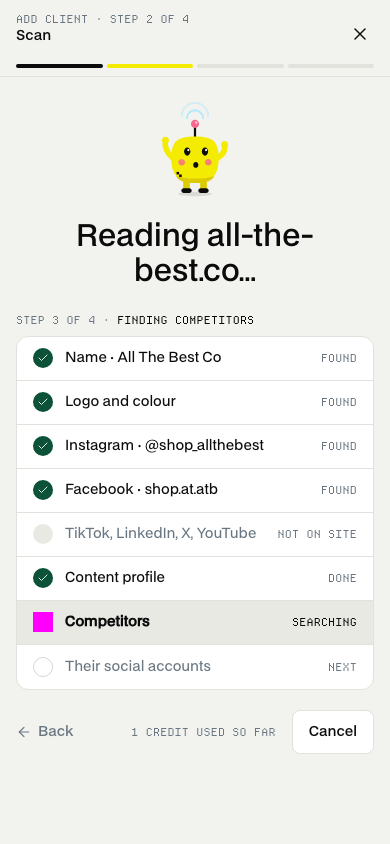 ADD CLIENT · STEP 2 OF 4
Scan
Reading all-the-
best.co...
STEP 3 OF 4 · FINDING COMPETITORS
Name · All The Best Co FOUND
Logo and colour FOUND
Instagram · @shop_allthebest FOUND
Facebook · shop.at.atb FOUND
TikTok, LinkedIn, X, YouTube NOT ON SITE
Content profile DONE
Competitors SEARCHING
Their social accounts NEXT
← Back 1 CREDIT USED SO FAR Cancel